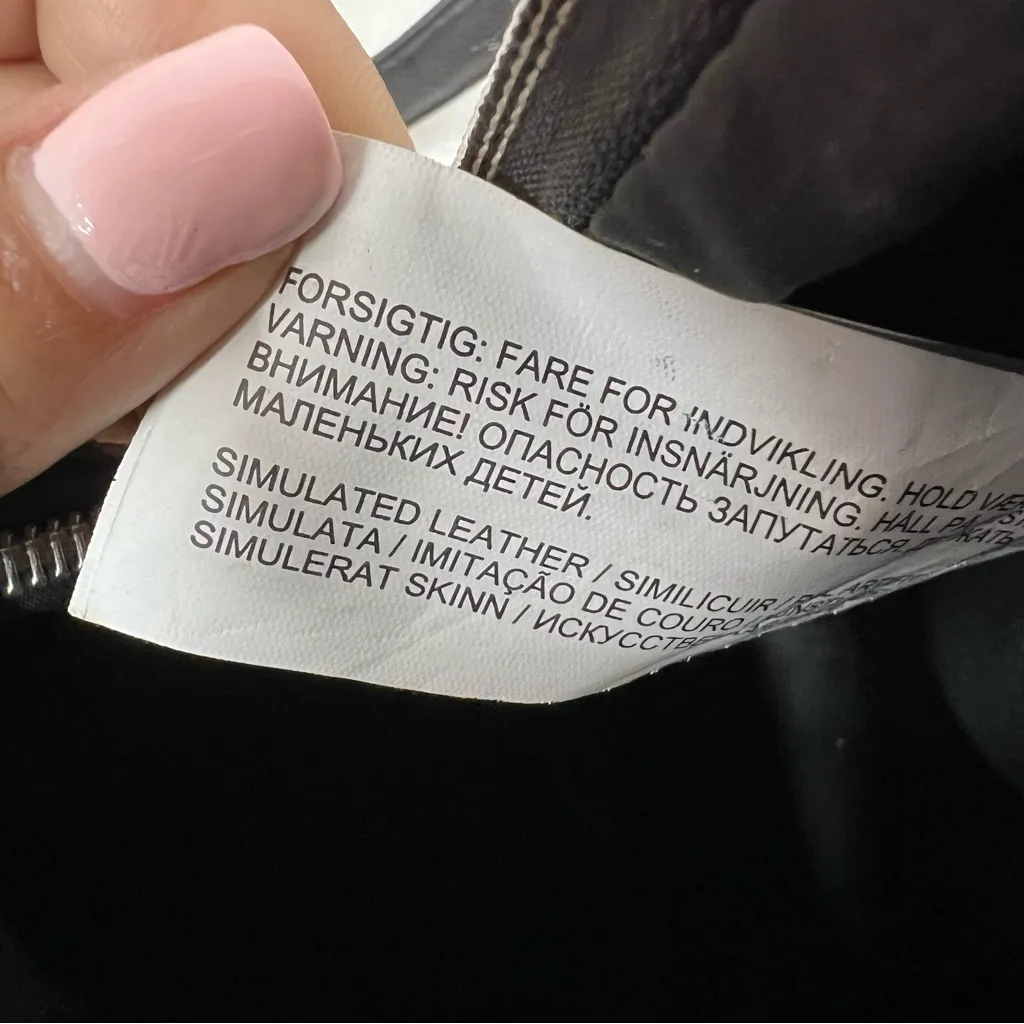 FORSIGTIG: FARE FOR INDVIKLING. HOLD
VARNING: RISK FÖR INSNÄRJNING. HÅLL
ВНИМАНИЕ! ОПАСНОСТЬ ЗАПУТАТЬСЯ.
МАЛЕНЬКИХ ДЕТЕЙ.
SIMULATED LEATHER / SIMILICUIR /
SIMULATA / IMITAÇÃO DE COURO /
SIMULERAT SKINN /